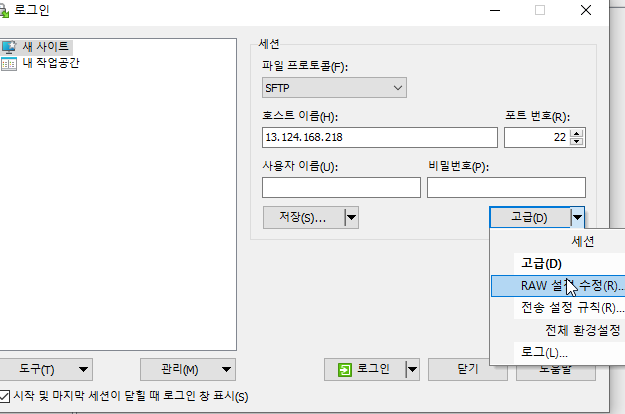 로그인
새 사이트
내 작업공간
세션
파일 프로토콜(F):
SFTP
호스트 이름(H):
포트 번호(R):
13.124.168.218
22
사용자 이름(U):
비밀번호(P):
저장(S)...
고급(D)
세션
고급(D)
RAW 설정 수정(R)...
전송 설정 규칙(R)...
전체 환경설정
로그(L)...
도구(T)
관리(M)
로그인
닫기
도움말
시작 및 마지막 세션이 닫힐 때 로그인 창 표시(S)